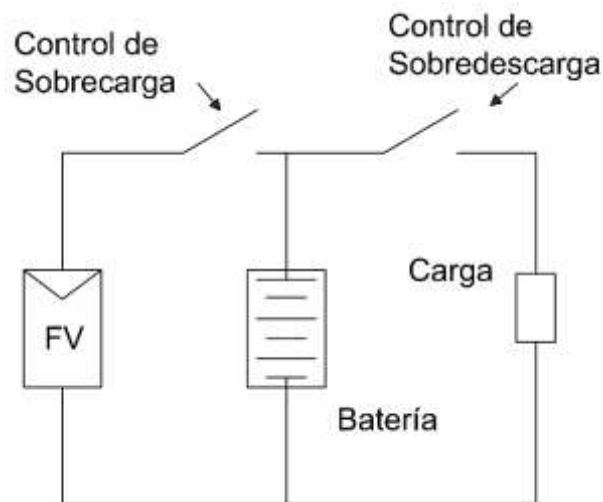 Control de
Sobrecarga
Control de
Sobredescarga
FV
Carga
Batería